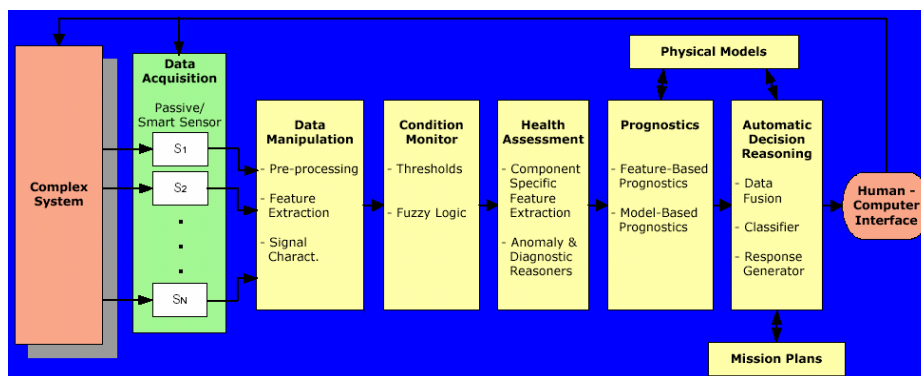 Complex
System
Data
Acquisition
Passive/
Smart Sensor
S1
S2
.
.
.
SN
Data
Manipulation
- Pre-processing
- Feature
Extraction
- Signal
Charact.
Condition
Monitor
- Thresholds
- Fuzzy Logic
Health
Assessment
- Component
Specific
Feature
Extraction
- Anomaly &
Diagnostic
Reasoners
Physical Models
Prognostics
- Feature-Based
Prognostics
- Model-Based
Prognostics
Automatic
Decision
Reasoning
- Data
Fusion
- Classifier
- Response
Generator
Mission Plans
Human -
Computer
Interface